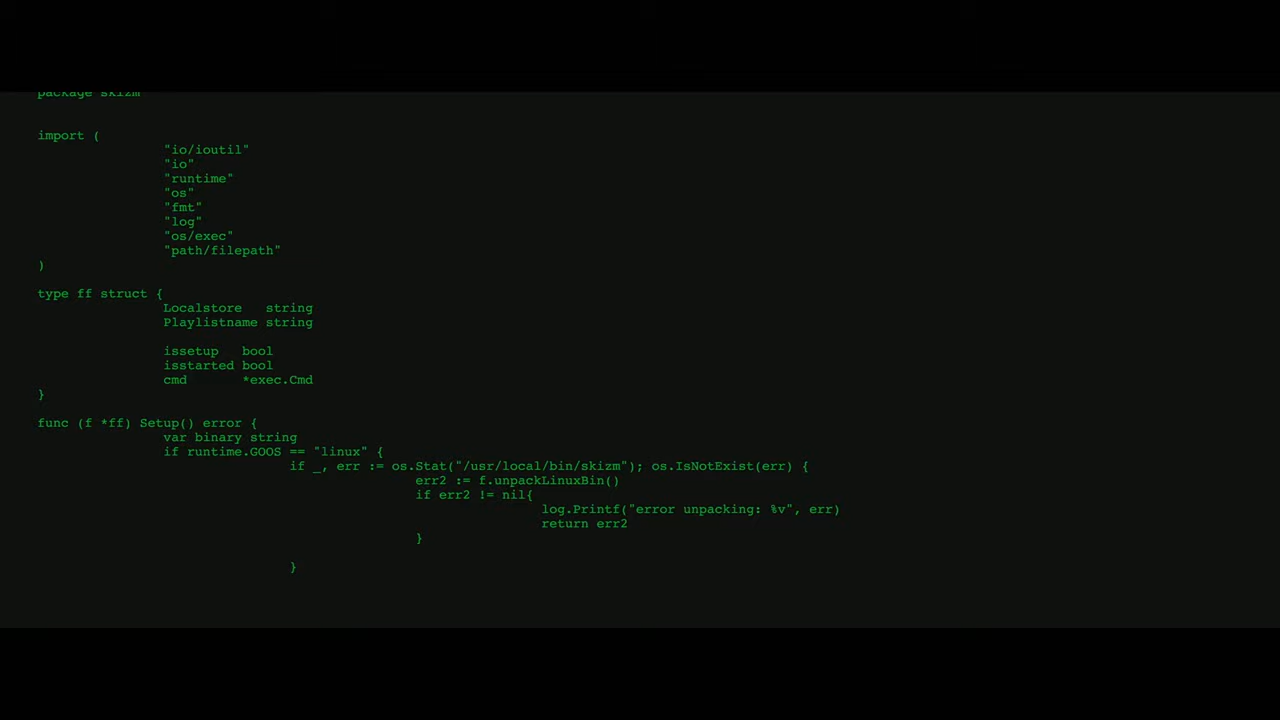 package skizm
import (
"io/ioutil"
"io"
"runtime"
"os"
"fmt"
"log"
"os/exec"
"path/filepath"
)
type ff struct {
Localstore   string
Playlistname string
issetup   bool
isstarted bool
cmd       *exec.Cmd
}
func (f *ff) Setup() error {
var binary string
if runtime.GOOS == "linux" {
if _, err := os.Stat("/usr/local/bin/skizm"); os.IsNotExist(err) {
err2 := f.unpackLinuxBin()
if err2 != nil{
log.Printf("error unpacking: %v", err)
return err2
}
}